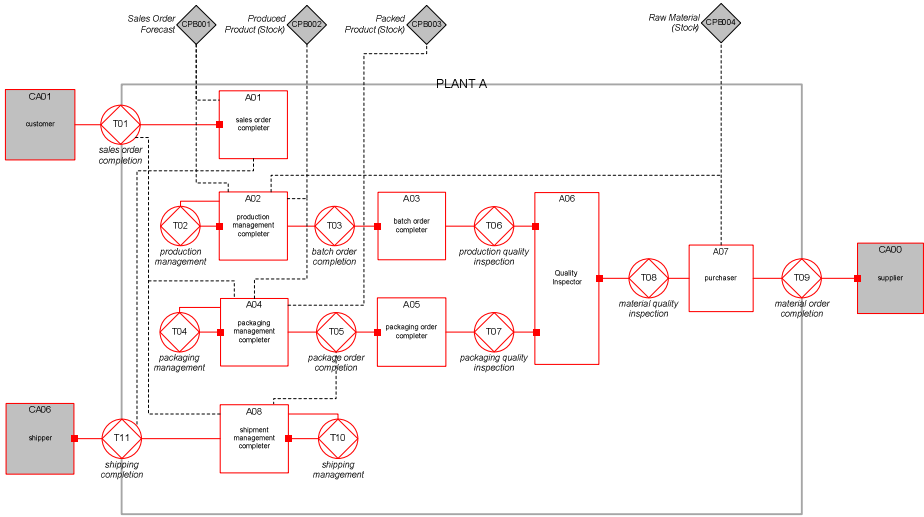 Sales Order
Forecast
CPB001
Produced
Product (Stock)
CPB002
Packed
Product (Stock)
CPB003
Raw Material
(Stock)
CPB004
PLANT A
CA01
customer
T01
sales order
completion
A01
sales order
completer
T02
production
management
A02
production
management
completer
T03
batch order
completion
A03
batch order
completer
T06
production quality
inspection
A06
Quality
Inspector
T08
material quality
inspection
A07
purchaser
T09
material order
completion
CA00
supplier
T04
packaging
management
A04
packaging
management
completer
T05
package order
completion
A05
packaging order
completer
T07
packaging quality
inspection
CA06
shipper
T11
shipping
completion
A08
shipment
management
completer
T10
shipping
management